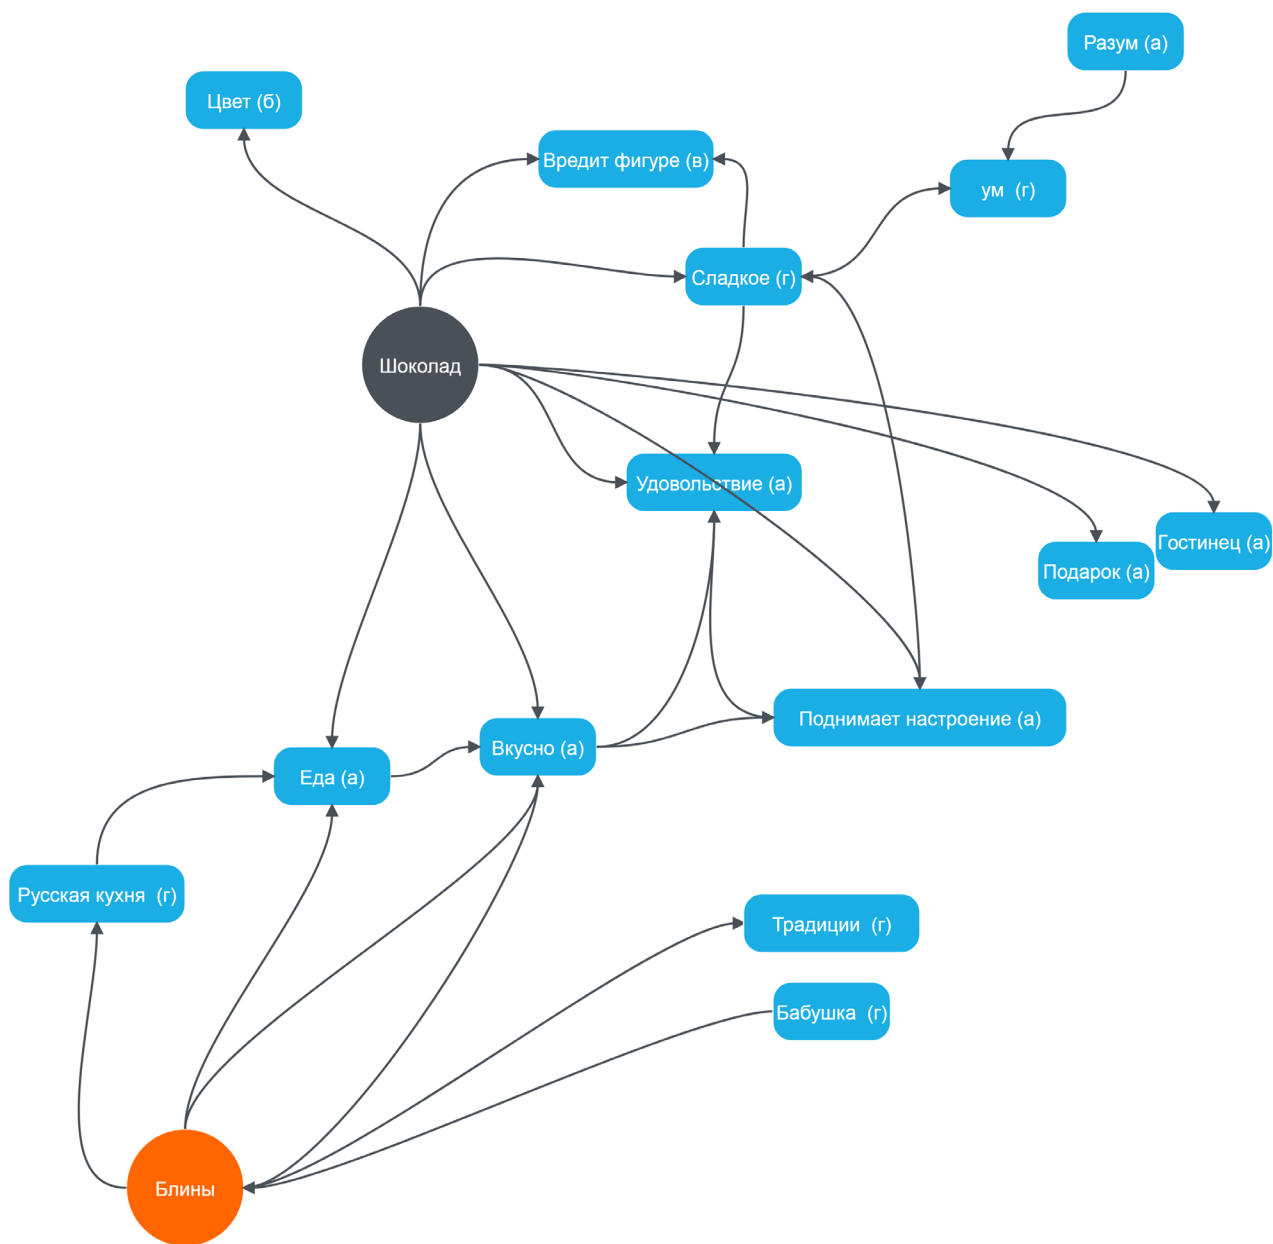 Разум (а)
Цвет (б)
Вредит фигуре (в)
ум  (г)
Сладкое (г)
Шоколад
Удовольствие (а)
Гостинец (а)
Подарок (а)
Поднимает настроение (а)
Вкусно (а)
Еда (а)
Русская кухня  (г)
Традиции  (г)
Бабушка  (г)
Блины